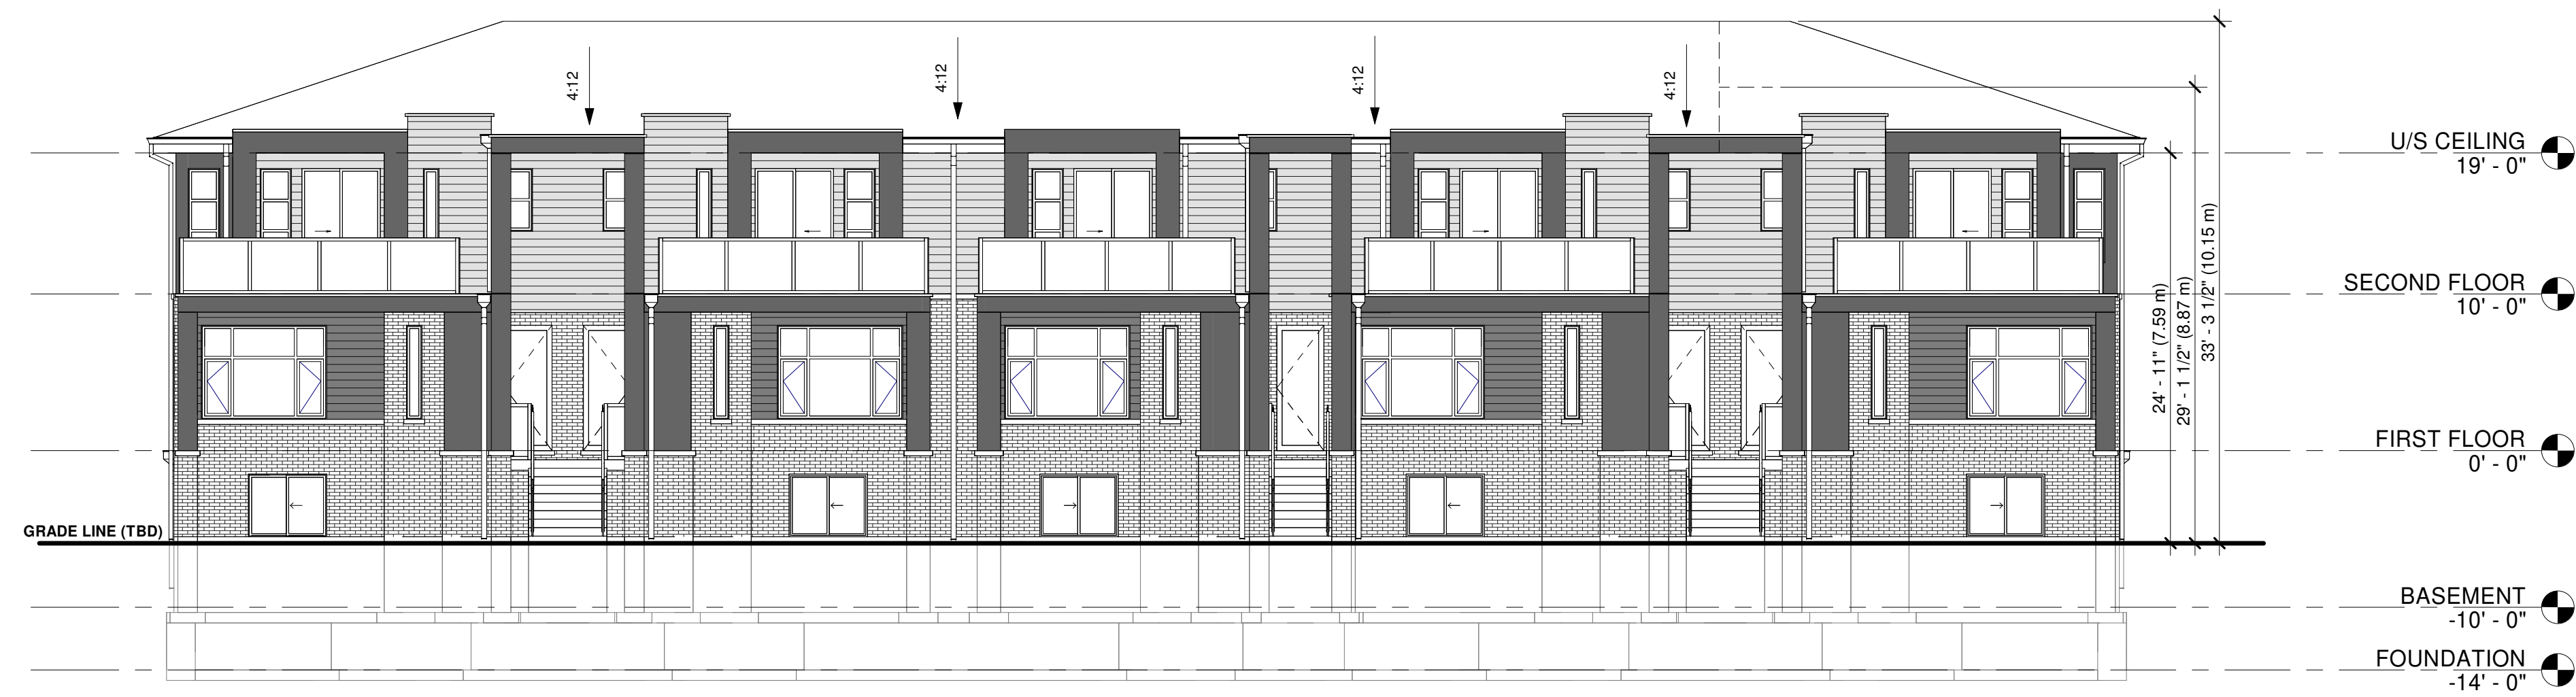 4:12
4:12
4:12
4:12
U/S CEILING
19' - 0"
SECOND FLOOR
10' - 0"
24' - 11" (7.59 m)
29' - 1 1/2" (8.87 m)
33' - 3 1/2" (10.15 m)
FIRST FLOOR
0' - 0"
GRADE LINE (TBD)
BASEMENT
-10' - 0"
FOUNDATION
-14' - 0"